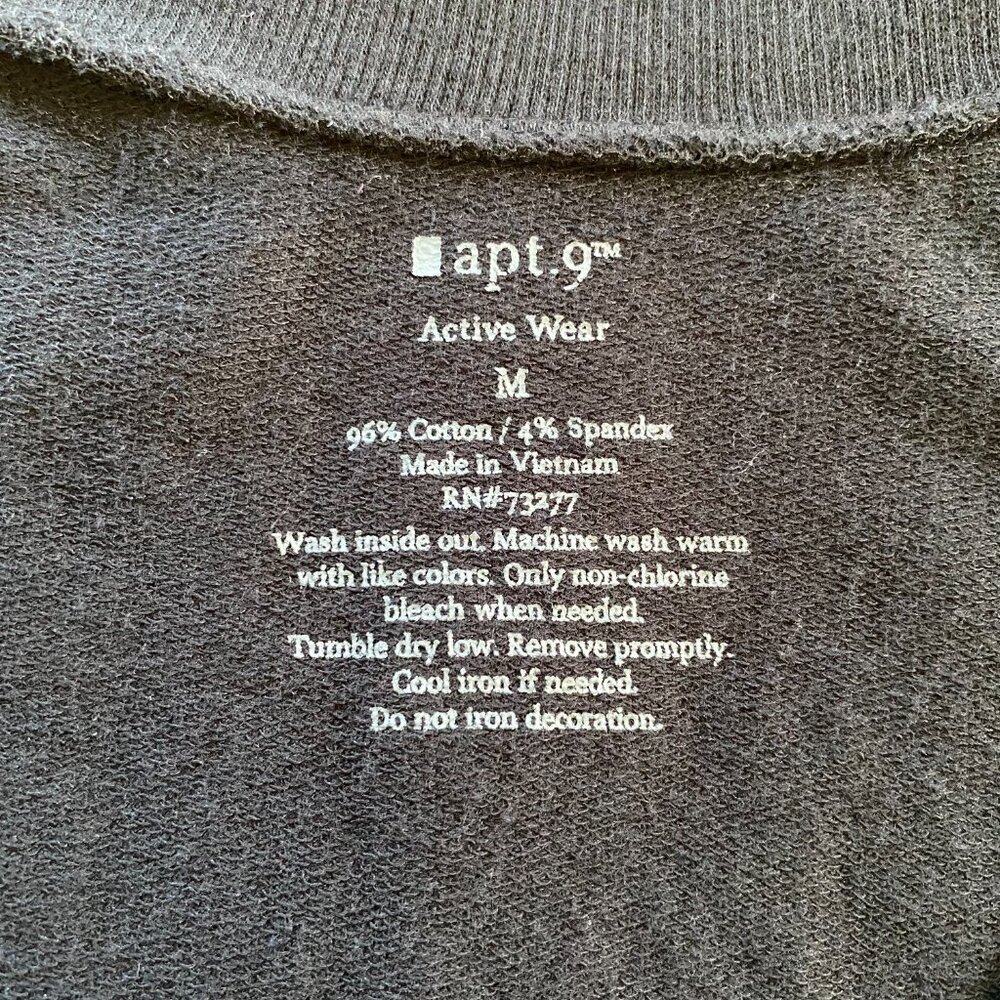 apt.9™
Active Wear
M
96% Cotton / 4% Spandex
Made in Vietnam
RN#73277
Wash inside out. Machine wash warm
with like colors. Only non-chlorine
bleach when needed.
Tumble dry low. Remove promptly.
Cool iron if needed.
Do not iron decoration.